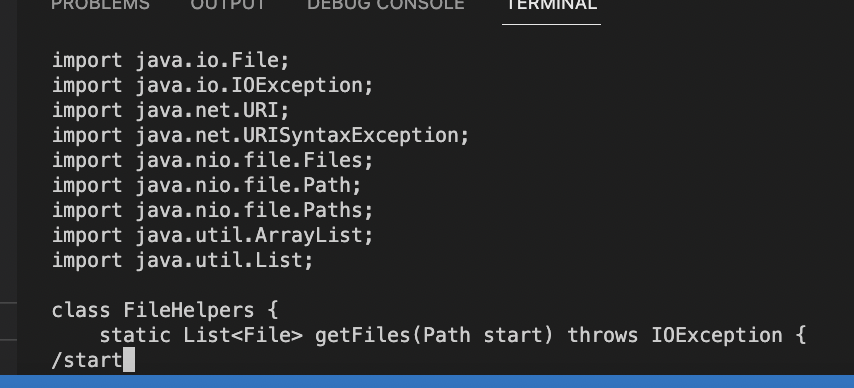 PROBLEMS OUTPUT DEBUG CONSOLE TERMINAL
import java.io.File;
import java.io.IOException;
import java.net.URI;
import java.net.URISyntaxException;
import java.nio.file.Files;
import java.nio.file.Path;
import java.nio.file.Paths;
import java.util.ArrayList;
import java.util.List;

class FileHelpers {
    static List<File> getFiles(Path start) throws IOException {
/start